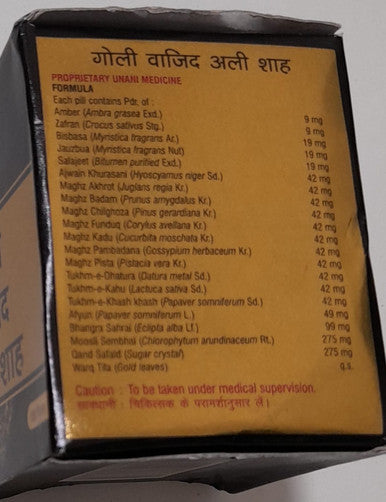 गोली वाजिद अली शाह
PROPRIETARY UNANI MEDICINE
FORMULA
Each pill contains Pdr. of :
Amber (Ambra grasea Exd.) 9 mg
Zafran (Crocus sativus Stg.) 9 mg
Bisbasa (Myristica fragrans Ar.) 19 mg
Jauzbua (Myristica fragrans Nut) 19 mg
Salajeet (Bitumen purified Exd.) 19 mg
Ajwain Khurasani (Hyoscyamus niger Sd.) 42 mg
Maghz Akhrot (Juglans regia Kr.) 42 mg
Maghz Badam (Prunus amygdalus Kr.) 42 mg
Maghz Chilghoza (Pinus gerardiana Kr.) 42 mg
Maghz Funduq (Corylus avellana Kr.) 42 mg
Maghz Kadu (Cucurbita moschata Kr.) 42 mg
Maghz Pambadana (Gossypium herbaceum Kr.) 42 mg
Maghz Pista (Pistacia vera Kr.) 42 mg
Tukhm-e-Dhatura (Datura metal Sd.) 42 mg
Tukhm-e-Kahu (Lactuca sativa Sd.) 42 mg
Tukhm-e-Khash khash (Papaver somniferum Sd.) 42 mg
Afyun (Papaver somniferum L.) 49 mg
Bhangra Sahrai (Eclipta alba Lf.) 99 mg
Moosli Sembhal (Chlorophytum arundinaceum Rt.) 275 mg
Qand Safaid (Sugar crystal) 275 mg
Warq Tila (Gold leaves) q.s.
Caution : To be taken under medical supervision.
सावधानी : चिकित्सक के परामर्शानुसार लें।
शाह